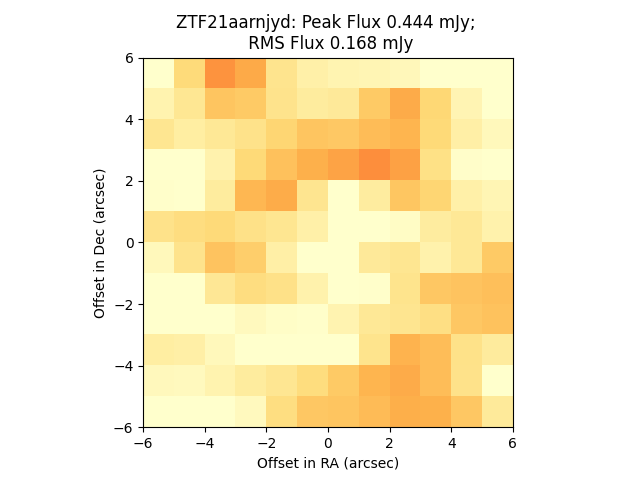 ZTF21aarnjyd: Peak Flux 0.444 mJy;
RMS Flux 0.168 mJy
6
4
2
0
−2
−4
−6
Offset in Dec (arcsec)
−6 −4 −2 0 2 4 6
Offset in RA (arcsec)